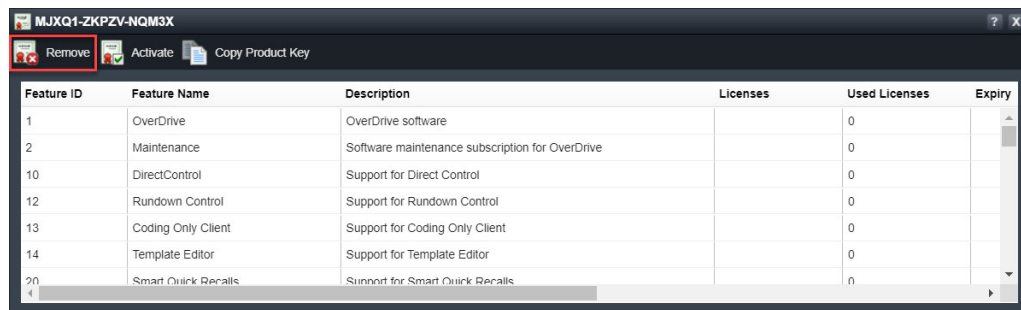 MJXQ1-ZKPZV-NQM3X ? X
Remove Activate Copy Product Key
Feature ID Feature Name Description Licenses Used Licenses Expiry
1 OverDrive OverDrive software 0
2 Maintenance Software maintenance subscription for OverDrive 0
10 DirectControl Support for Direct Control 0
12 Rundown Control Support for Rundown Control 0
13 Coding Only Client Support for Coding Only Client 0
14 Template Editor Support for Template Editor 0
20 Smart Quick Recalls Support for Smart Quick Recalls 0